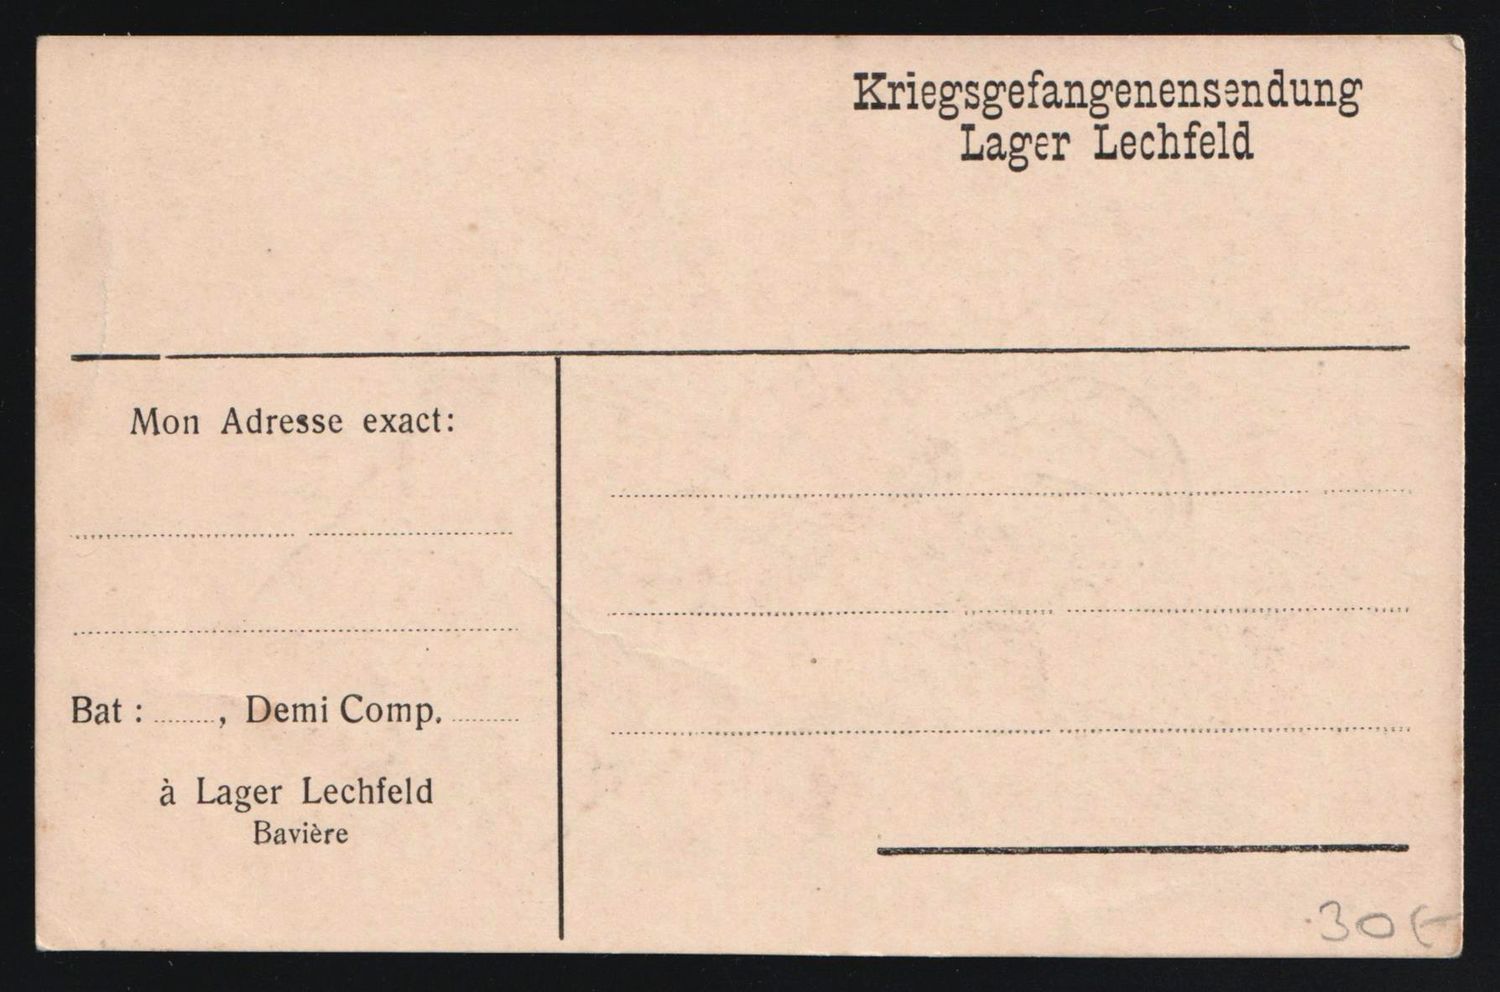 Kriegsgefangenensendung
Lager Lechfeld
Mon Adresse exact:
Bat : ........, Demi Comp. .........
à Lager Lechfeld
Bavière
30€